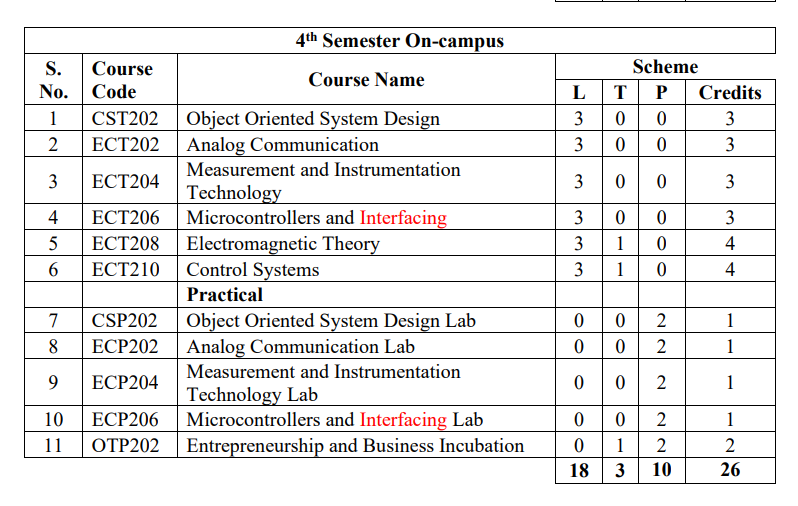 4th Semester On-campus
S. No. Course Code Course Name Scheme
L T P Credits
1 CST202 Object Oriented System Design 3 0 0 3
2 ECT202 Analog Communication 3 0 0 3
3 ECT204 Measurement and Instrumentation Technology 3 0 0 3
4 ECT206 Microcontrollers and Interfacing 3 0 0 3
5 ECT208 Electromagnetic Theory 3 1 0 4
6 ECT210 Control Systems 3 1 0 4
Practical
7 CSP202 Object Oriented System Design Lab 0 0 2 1
8 ECP202 Analog Communication Lab 0 0 2 1
9 ECP204 Measurement and Instrumentation Technology Lab 0 0 2 1
10 ECP206 Microcontrollers and Interfacing Lab 0 0 2 1
11 OTP202 Entrepreneurship and Business Incubation 0 1 2 2
18 3 10 26